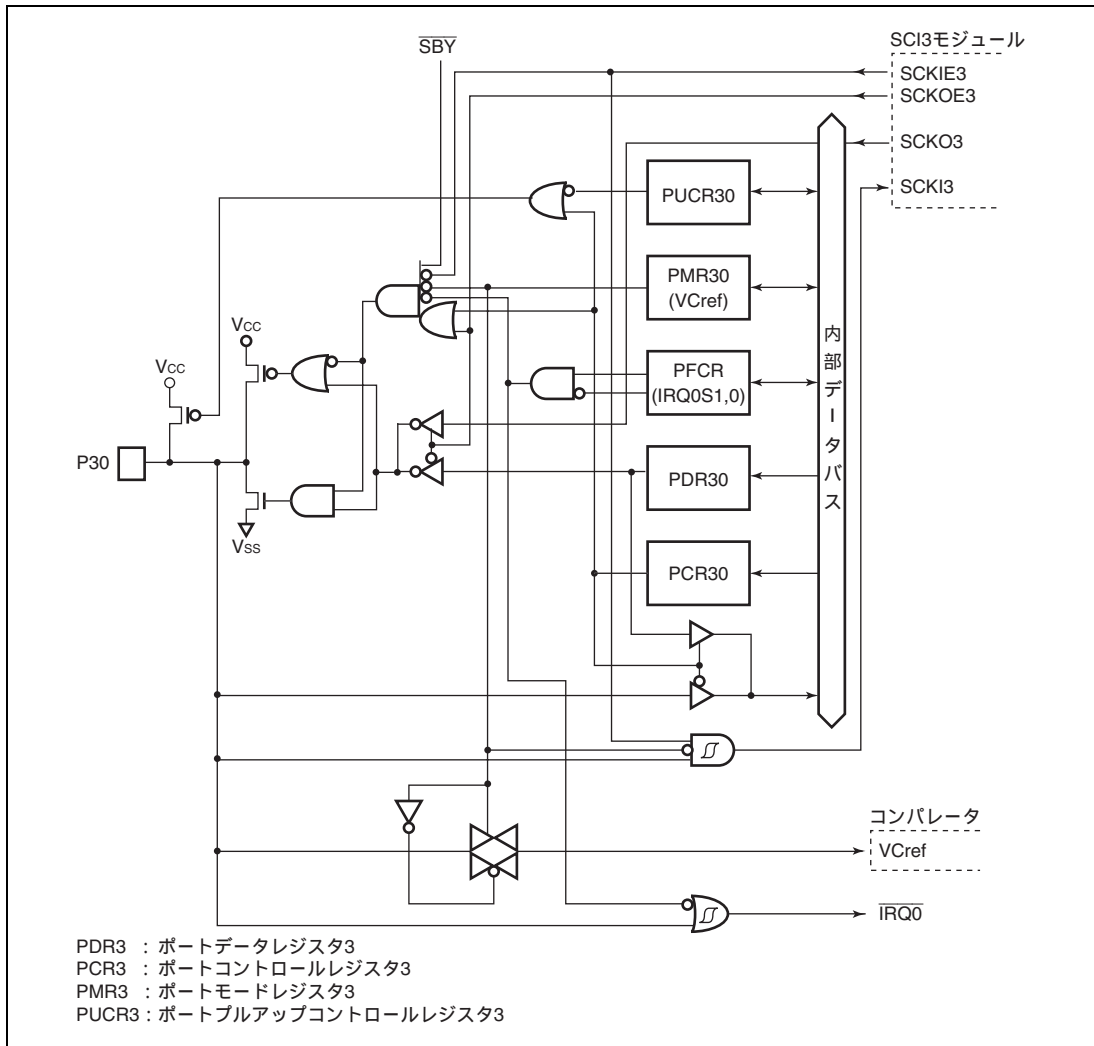 SBY
SCI3モジュール
SCKIE3
SCKOE3
SCKO3
SCKI3
PUCR30
PMR30
(VCref)
PFCR
(IRQ0S1,0)
PDR30
PCR30
内部データバス
VCC
VCC
P30
VSS
コンパレータ
VCref
IRQ0
PDR3 : ポートデータレジスタ3
PCR3 : ポートコントロールレジスタ3
PMR3 : ポートモードレジスタ3
PUCR3 : ポートプルアップコントロールレジスタ3